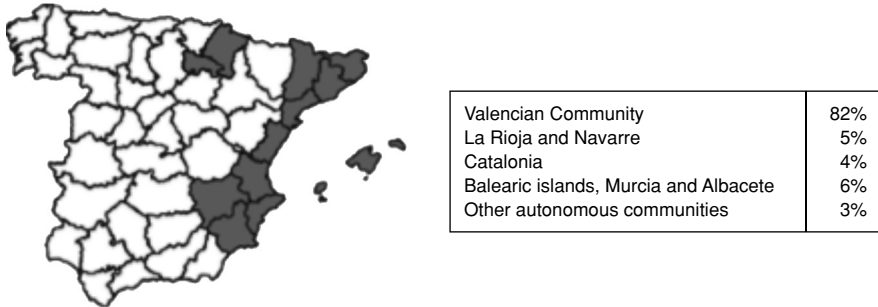 Valencian Community 82%
La Rioja and Navarre 5%
Catalonia 4%
Balearic islands, Murcia and Albacete 6%
Other autonomous communities 3%